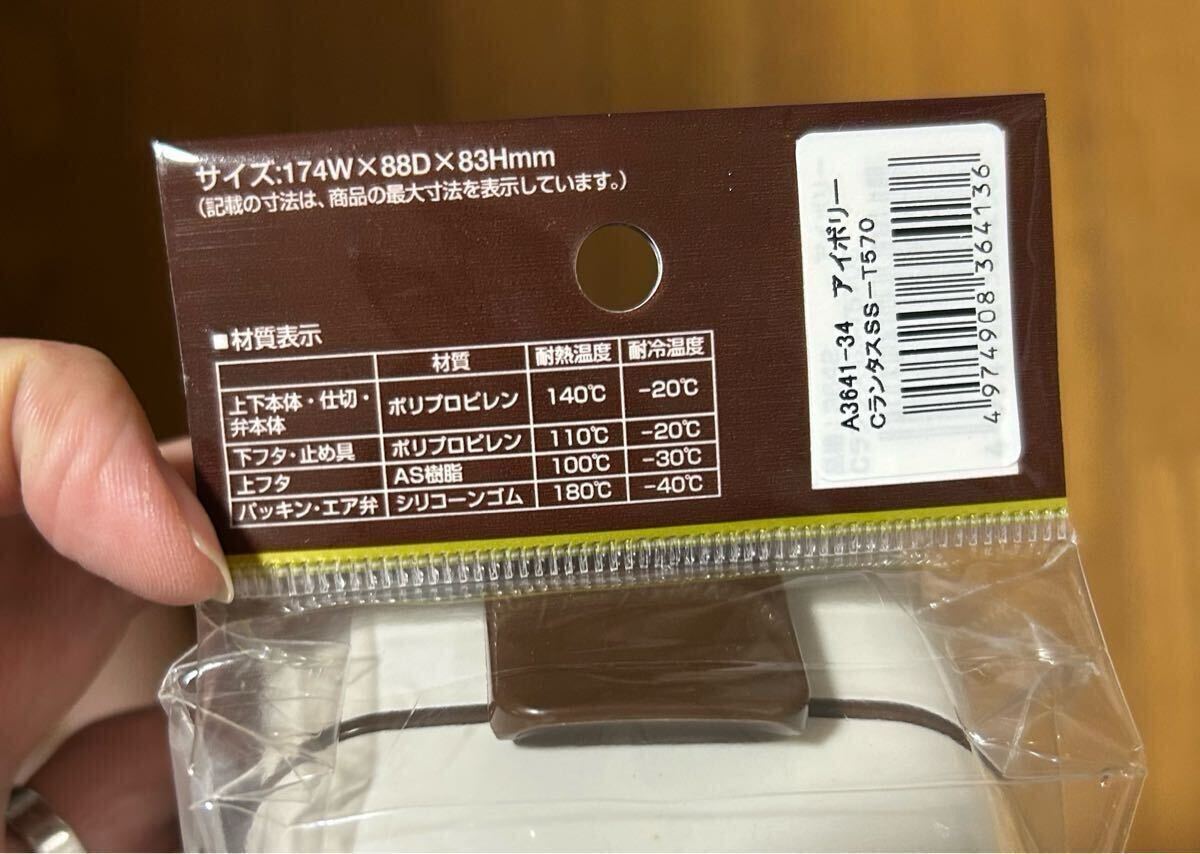 サイズ:174W×88D×83Hmm
(記載の寸法は、商品の最大寸法を表示しています。)
■材質表示
材質 耐熱温度 耐冷温度
上下本体・仕切・弁本体 ポリプロピレン 140℃ -20℃
下フタ・止め具 ポリプロピレン 110℃ -20℃
上フタ AS樹脂 100℃ -30℃
パッキン・エア弁 シリコーンゴム 180℃ -40℃
A3641-34 アイボリー
CランタスSS-T570
4974908364136